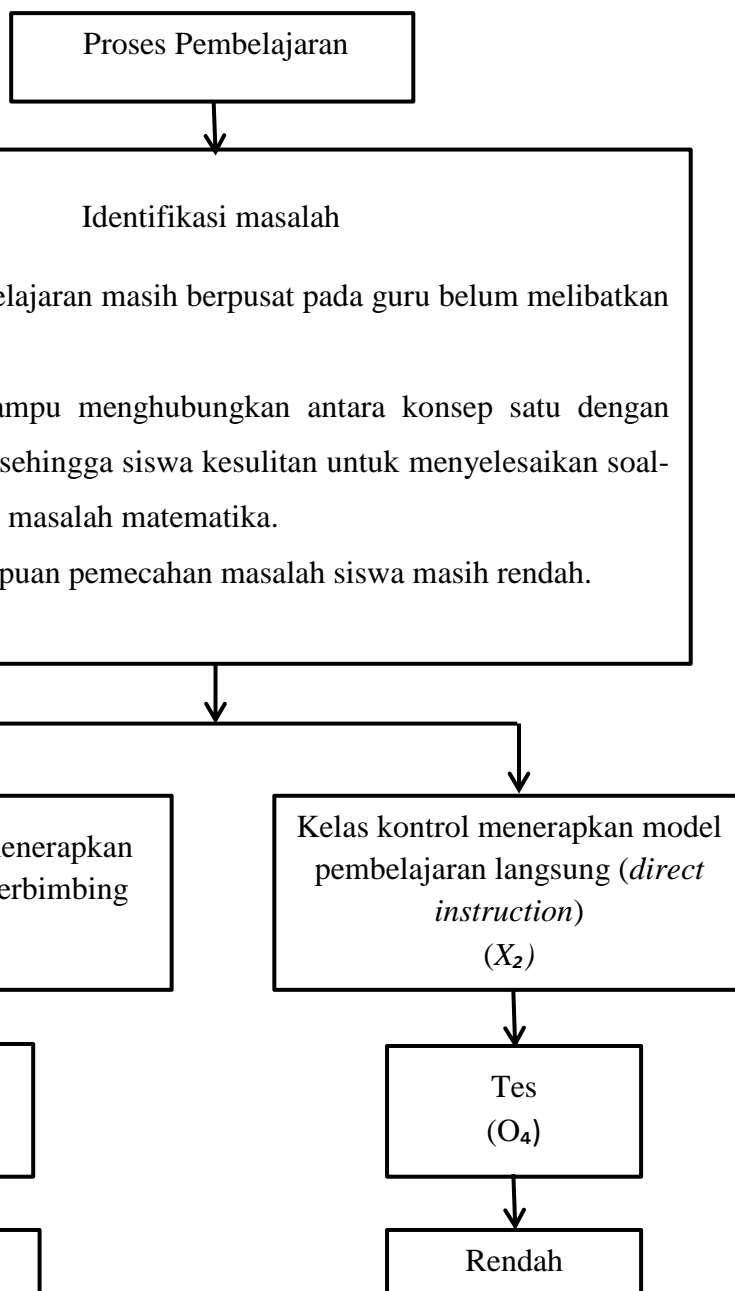 Proses Pembelajaran
Identifikasi masalah
elajaran masih berpusat pada guru belum melibatkan
ampu menghubungkan antara konsep satu dengan
sehingga siswa kesulitan untuk menyelesaikan soal-
masalah matematika.
puan pemecahan masalah siswa masih rendah.
enerapkan
erbimbing
Kelas kontrol menerapkan model
pembelajaran langsung (direct
instruction)
(X₂)
Tes
(O₄)
Rendah